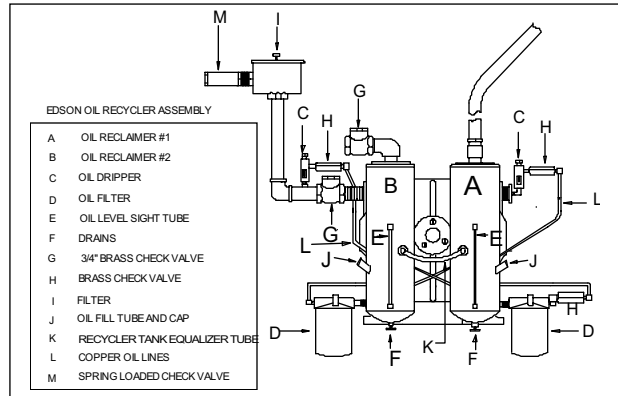 M
I
G
C
H
C
H
EDSON OIL RECYCLER ASSEMBLY
A OIL RECLAIMER #1
B OIL RECLAIMER #2
C OIL DRIPPER
D OIL FILTER
E OIL LEVEL SIGHT TUBE
F DRAINS
G 3/4" BRASS CHECK VALVE
H BRASS CHECK VALVE
I FILTER
J OIL FILL TUBE AND CAP
K RECYCLER TANK EQUALIZER TUBE
L COPPER OIL LINES
M SPRING LOADED CHECK VALVE
B
A
L
G
E
E
L
J
J
H
D
D
F
K
F